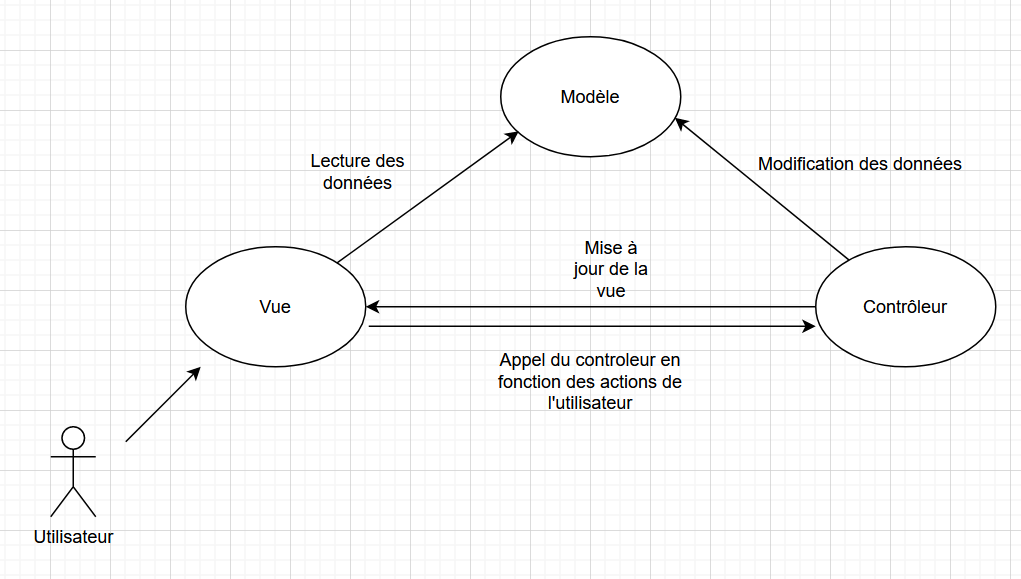 Modèle
Lecture des
données
Modification des données
Mise à
jour de la
vue
Vue
Contrôleur
Appel du controleur en
fonction des actions de
l'utilisateur
Utilisateur